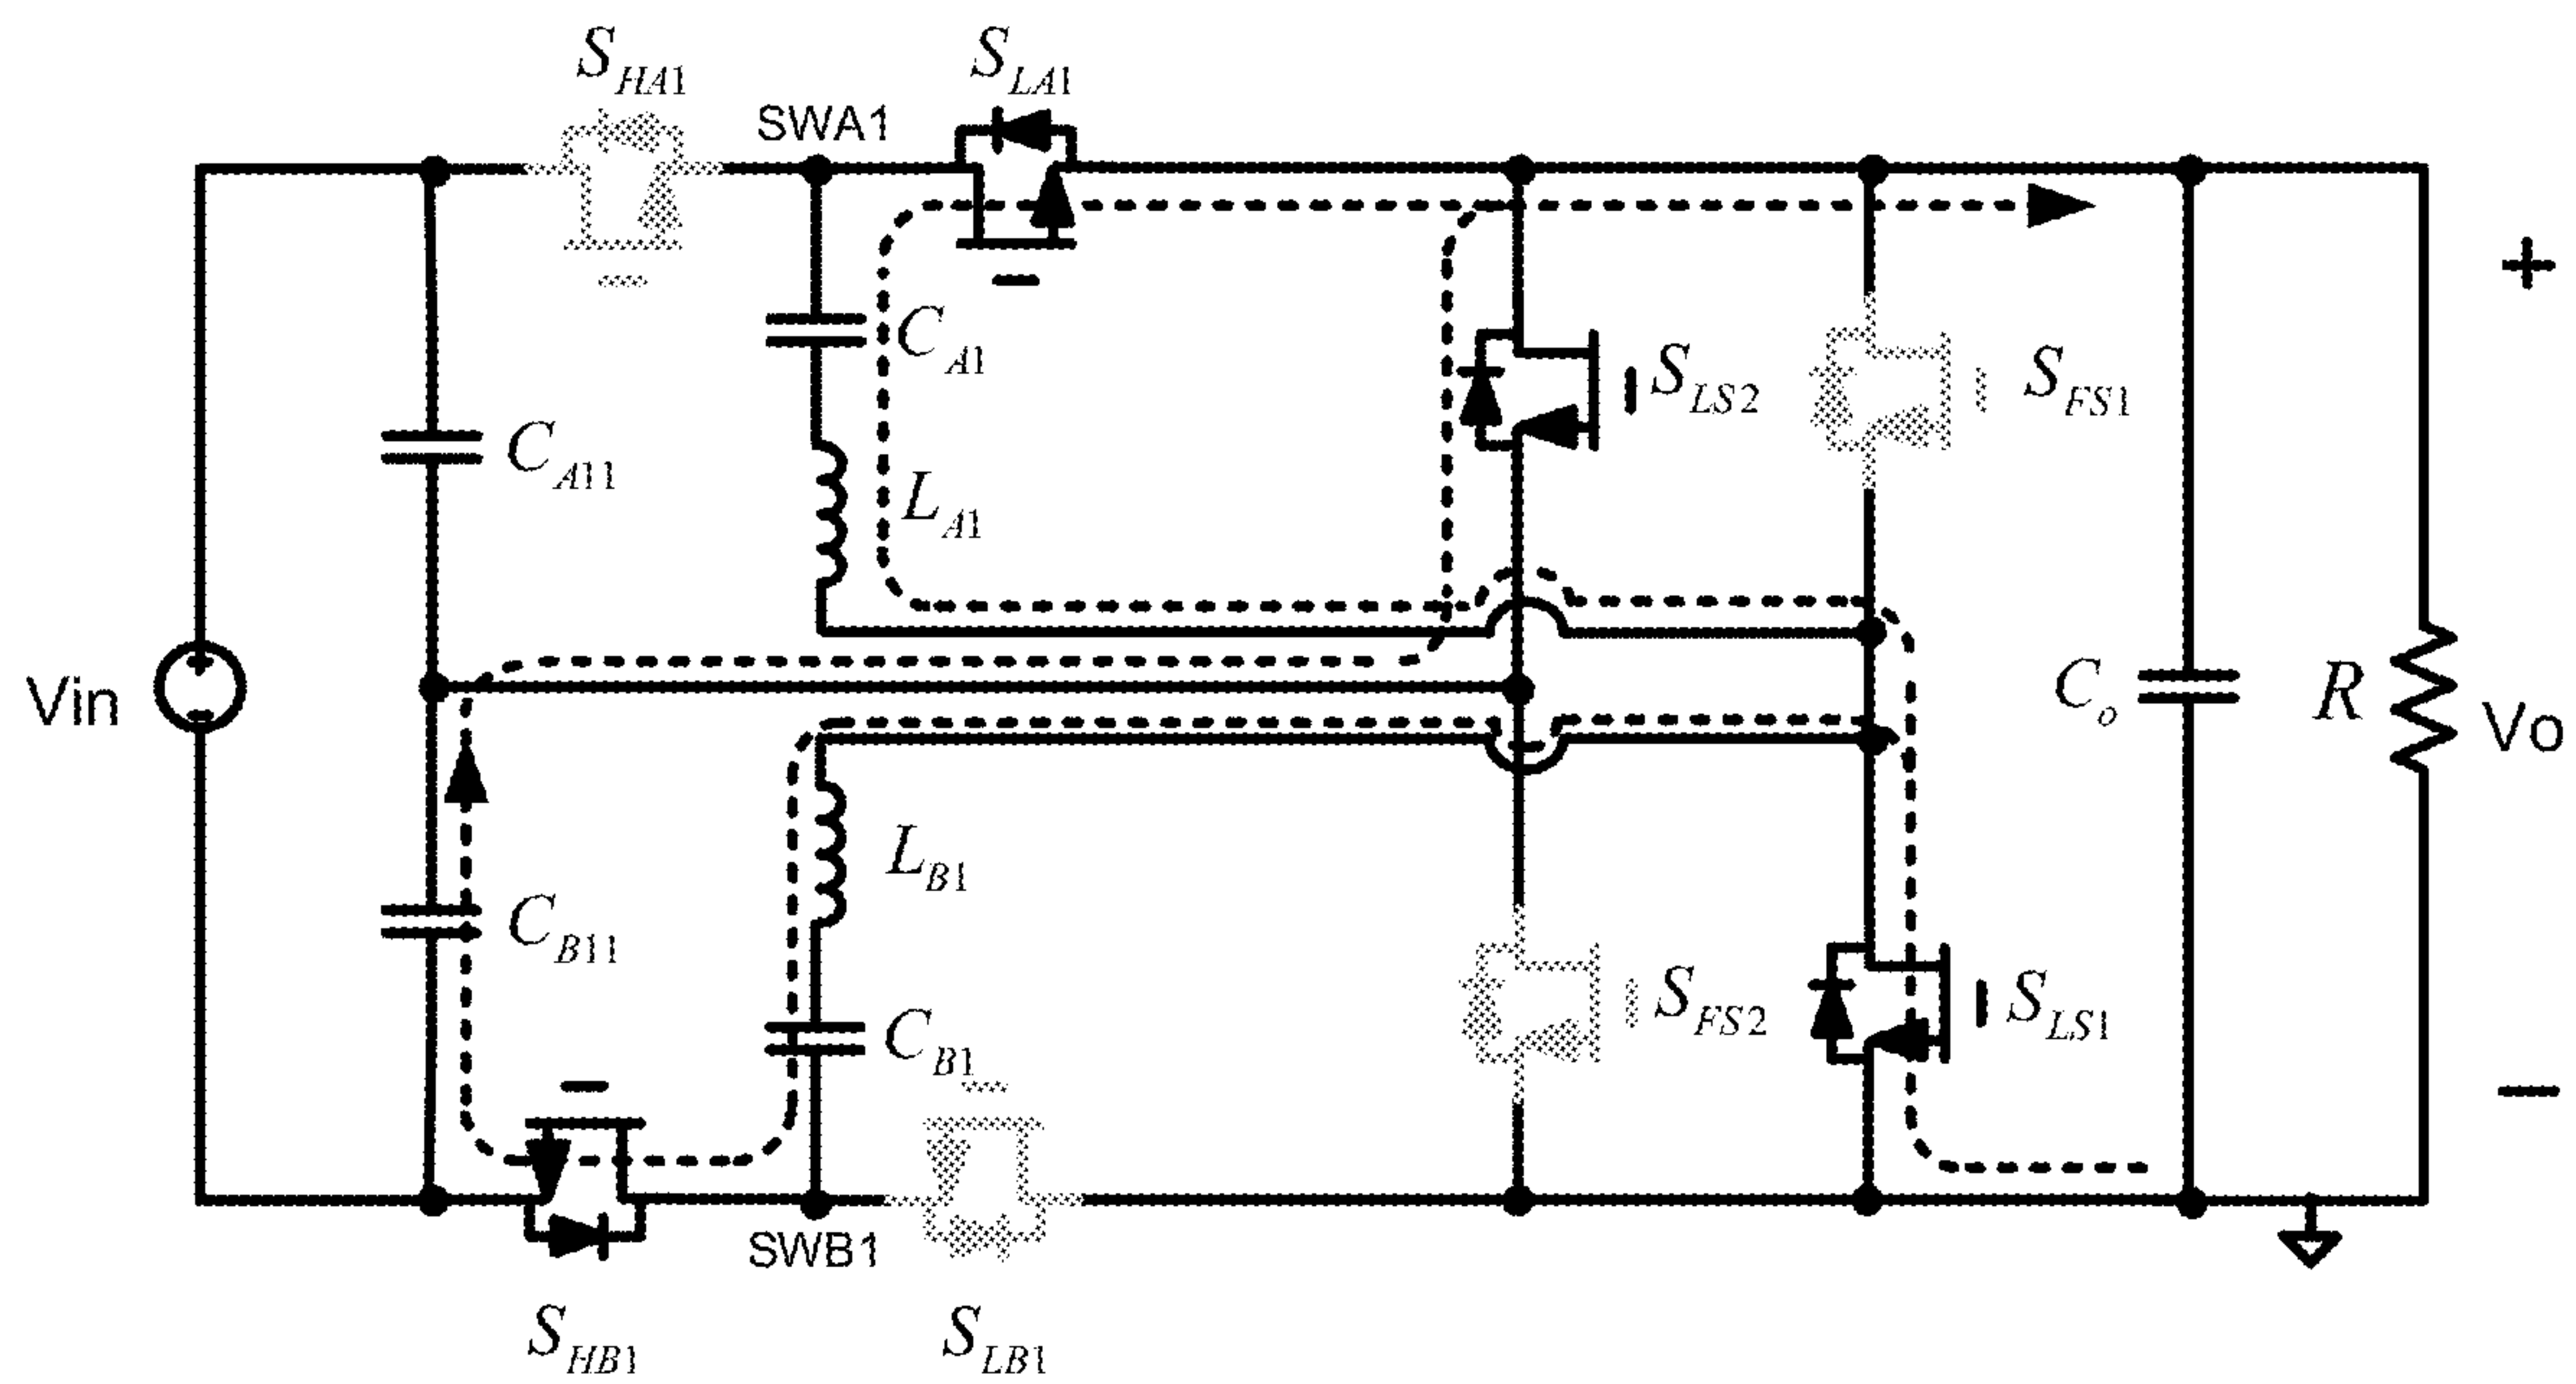 S_HA1
S_LA1
SWA1
C_A1
S_LS2
S_FS1
+
C_A11
L_A1
Vin
C_o
R
Vo
L_B1
C_B11
C_B1
S_FS2
S_LS1
−
SWB1
S_HB1
S_LB1